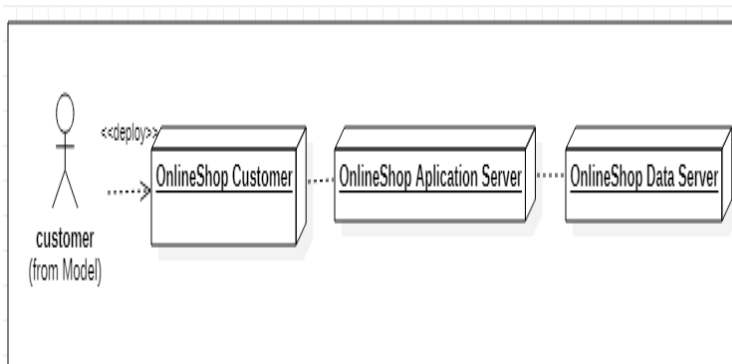 <<deploy>>
OnlineShop Customer
OnlineShop Aplication Server
OnlineShop Data Server
customer
(from Model)